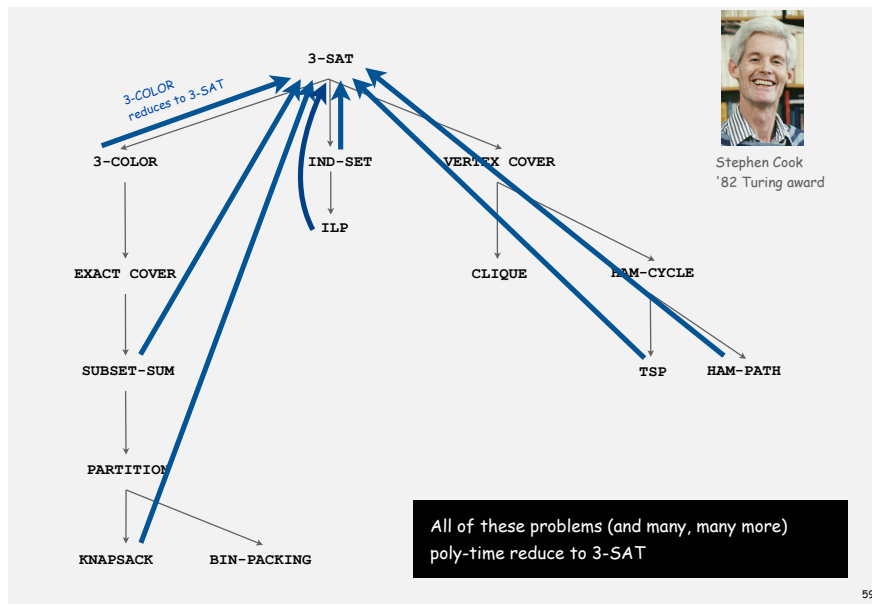 3-SAT
3-COLOR
reduces to 3-SAT
3-COLOR
IND-SET
VERTEX COVER
Stephen Cook
'82 Turing award
ILP
EXACT COVER
CLIQUE
HAM-CYCLE
SUBSET-SUM
TSP
HAM-PATH
PARTITION
KNAPSACK
BIN-PACKING
All of these problems (and many, many more)
poly-time reduce to 3-SAT
59